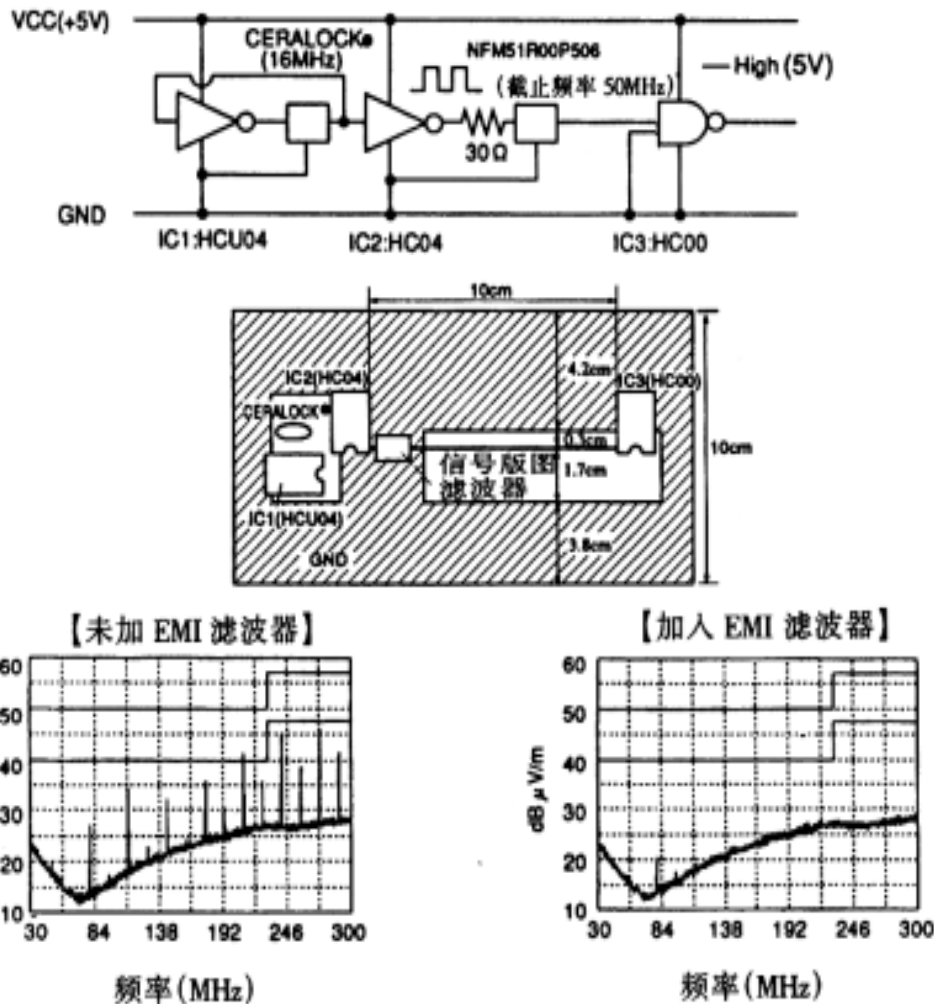 VCC(+5V)
CERALOCK®
(16MHz)
NFM51R00P506
(截止频率 50MHz)
High (5V)
30Ω
GND
IC1:HCU04
IC2:HC04
IC3:HC00
10cm
IC2(HC04)
4.2cm
IC3(HC00)
CERALOCK®
0.3cm
10cm
信号版图
1.7cm
滤波器
IC1(HCU04)
3.8cm
GND
【未加 EMI 滤波器】
60
50
40
30
20
10
30 84 138 192 246 300
频率(MHz)
【加入 EMI 滤波器】
dBμV/m
60
50
40
30
20
10
30 84 138 192 246 300
频率(MHz)